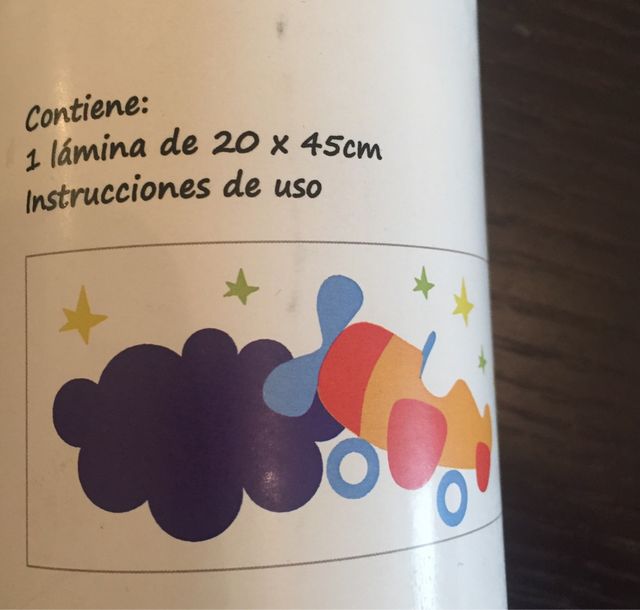 Contiene:
1 lámina de 20 x 45cm
Instrucciones de uso